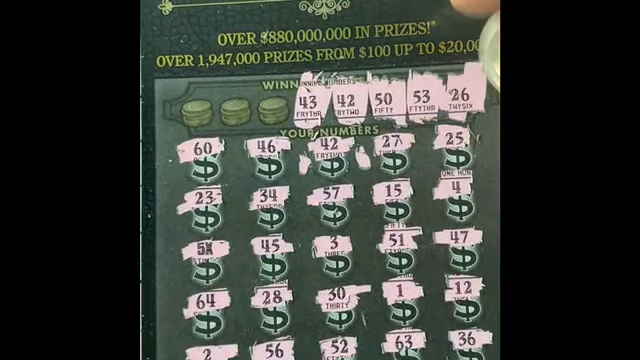 OVER $880,000,000 IN PRIZES!*
OVER 1,947,000 PRIZES FROM $100 UP TO $20,00
WINNING NUMBERS
43 42 50 53 26
FRYTHR FRYTWO FIFTY FTYTHR TWYSIX
YOUR NUMBERS
60 46 42 27 25
ONE HUN
23 34 57 15 4
5X 45 3 51 47
64 28 30 1 12
THIRTY
2 56 52 63 36